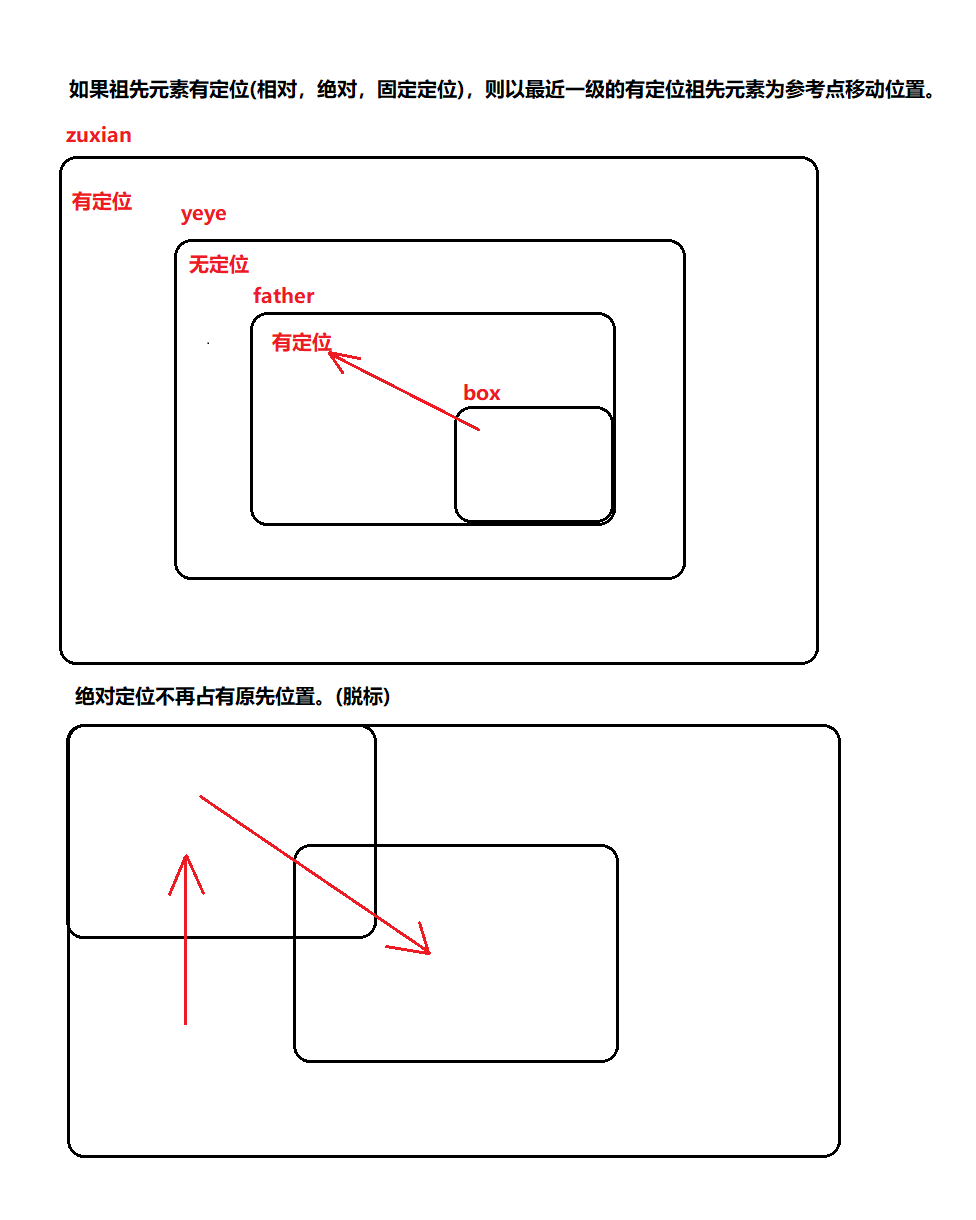 如果祖先元素有定位(相对，绝对，固定定位)，则以最近一级的有定位祖先元素为参考点移动位置。
zuxian
有定位
yeye
无定位
father
有定位
box
绝对定位不再占有原先位置。(脱标)